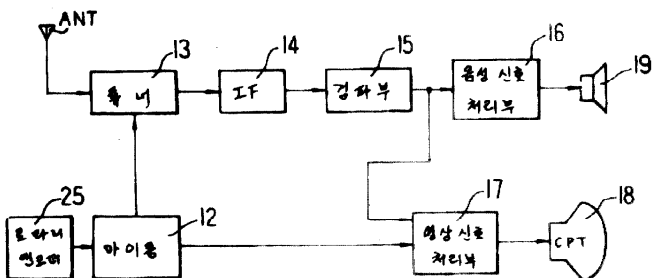 ANT
13
튜너
14
IF
15
검파부
16
음성 신호
처리부
19
25
로타리
엔코더
12
마이콤
17
영상 신호
처리부
18
CPT